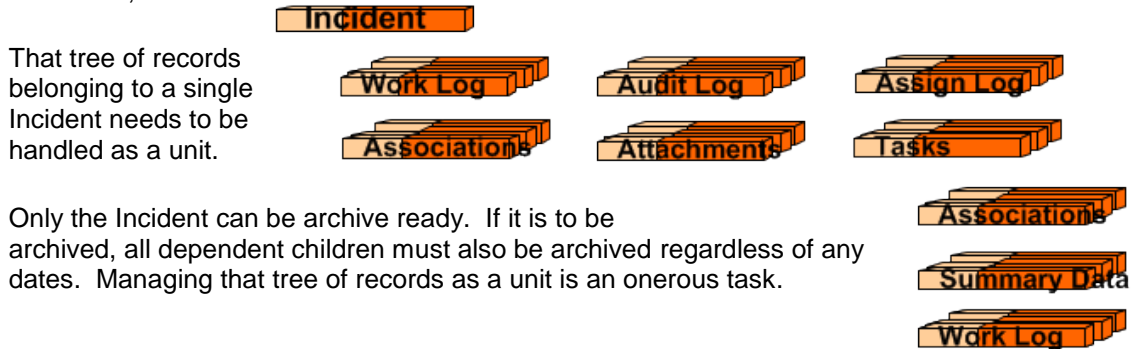 Incident
That tree of records
belonging to a single
Incident needs to be
handled as a unit.
Work Log
Audit Log
Assign Log
Associations
Attachments
Tasks
Only the Incident can be archive ready.  If it is to be
archived, all dependent children must also be archived regardless of any
dates.  Managing that tree of records as a unit is an onerous task.
Associations
Summary Data
Work Log